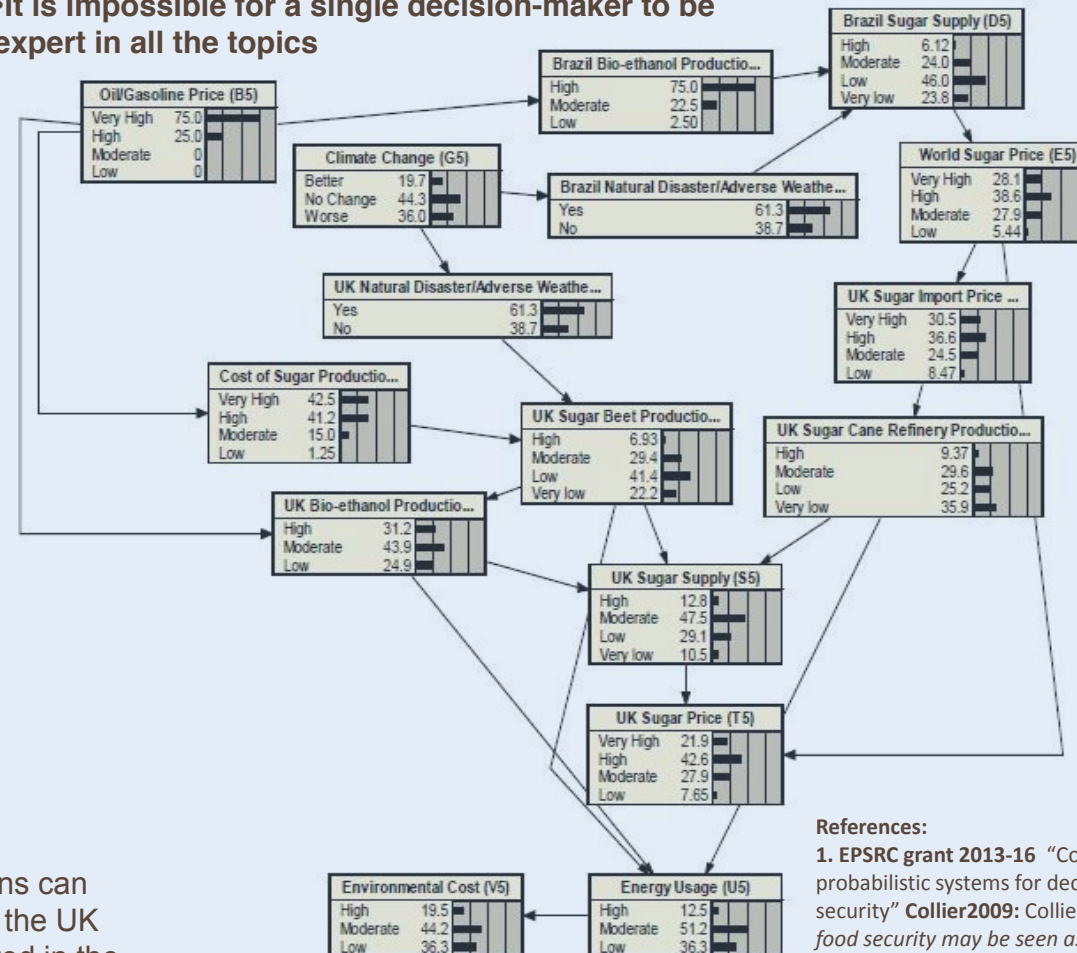 •it is impossible for a single decision-maker to be
expert in all the topics
Brazil Sugar Supply (D5)
High 6.12
Moderate 24.0
Low 46.0
Very low 23.8
Brazil Bio-ethanol Productio...
High 75.0
Moderate 22.5
Low 2.50
Oil/Gasoline Price (B5)
Very High 75.0
High 25.0
Moderate 0
Low 0
Climate Change (G5)
Better 19.7
No Change 44.3
Worse 36.0
Brazil Natural Disaster/Adverse Weathe...
Yes 61.3
No 38.7
World Sugar Price (E5)
Very High 28.1
High 38.6
Moderate 27.9
Low 5.44
UK Natural Disaster/Adverse Weathe...
Yes 61.3
No 38.7
UK Sugar Import Price ...
Very High 30.5
High 36.6
Moderate 24.5
Low 8.47
Cost of Sugar Productio...
Very High 42.5
High 41.2
Moderate 15.0
Low 1.25
UK Sugar Beet Productio...
High 6.93
Moderate 29.4
Low 41.4
Very low 22.2
UK Sugar Cane Refinery Productio...
High 9.37
Moderate 29.6
Low 25.2
Very low 35.9
UK Bio-ethanol Productio...
High 31.2
Moderate 43.9
Low 24.9
UK Sugar Supply (S5)
High 12.8
Moderate 47.5
Low 29.1
Very low 10.5
UK Sugar Price (T5)
Very High 21.9
High 42.6
Moderate 27.9
Low 7.65
Environmental Cost (V5)
High 19.5
Moderate 44.2
Low 36.3
Energy Usage (U5)
High 12.5
Moderate 51.2
Low 36.3
ns can
the UK
ed in the
References:
1. EPSRC grant 2013-16 "Co
probabilistic systems for dec
security" Collier2009: Collie
food security may be seen as